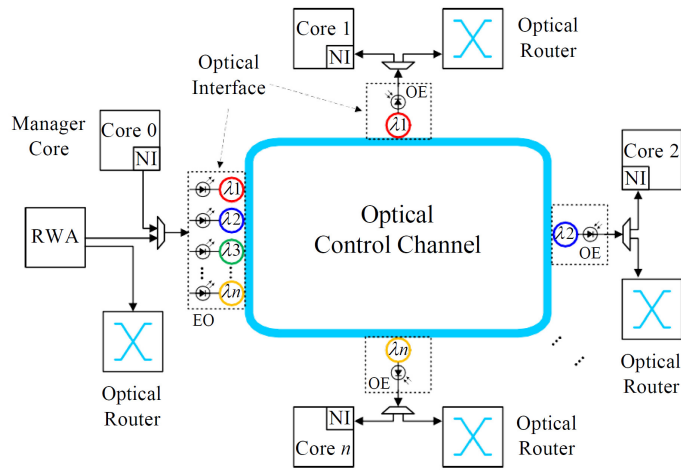 Core 1
NI
Optical
Router
OE
λ1
Optical
Interface
Manager
Core
Core 0
NI
RWA
λ1
λ2
λ3
λn
EO
Optical
Router
Optical
Control Channel
Core 2
NI
λ2
OE
Optical
Router
λn
OE
NI
Core n
Optical
Router